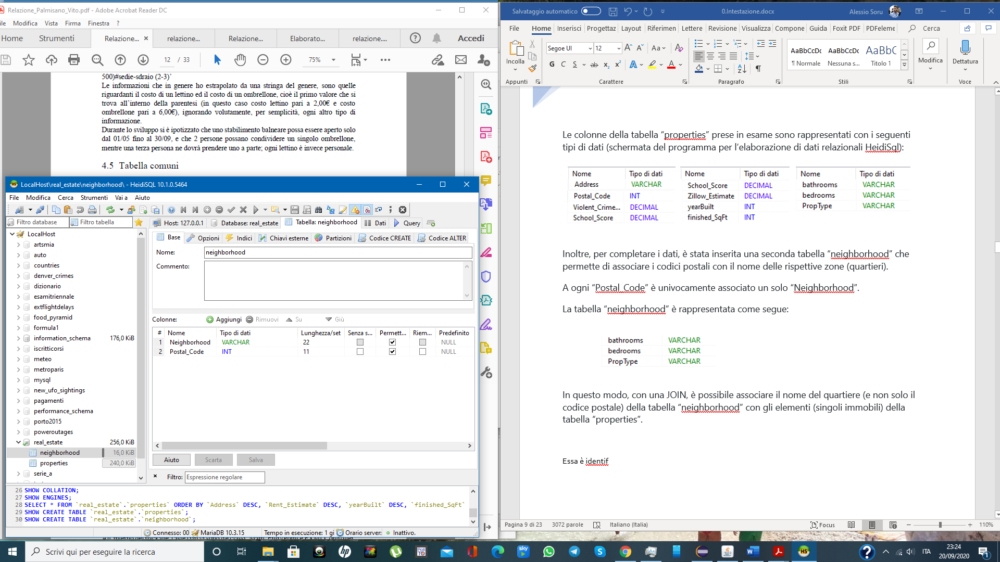 Relazione_Palmisano_Vito.pdf - Adobe Acrobat Reader DC
ile Modifica Vista Firma Finestra ?
Home Strumenti Relazione... × relazione.... Relazione... Elaborato... relazione.... Accedi
12 / 33 75%
500)#sedie-sdraio (2-3)`
Le informazioni che in genere ho estrapolato da una stringa del genere, sono quelle
riguardanti il costo di un lettino ed il costo di un ombrellone, cioè il primo valore che si
trova all'interno della parentesi (in questo caso costo lettino pari a 2,00€ e costo
ombrellone pari a 6,00€), ignorando volutamente, per semplicità, ogni altro tipo di
informazione.
Durante lo sviluppo si è ipotizzato che uno stabilimento balneare possa essere aperto solo
dal 01/05 fino al 30/09, e che 2 persone possano condividere un singolo ombrellone,
mentre una terza persona ne dovrà prendere uno a parte; ogni lettino è invece personale.
4.5 Tabella comuni
LocalHost\real_estate\neighborhood\ - HeidiSQL 10.1.0.5464
File Modifica Cerca Strumenti Vai a Aiuto
Filtro database Filtro tabella
Host: 127.0.0.1 Database: real_estate Tabella: neighborhood Dati Query
LocalHost
artsmia
auto
countries
denver_crimes
dizionario
esamitriennale
extflightdelays
food_pyramid
formula1
information_schema 176,0 KiB
iscritticorsi
meteo
metroparis
mysql
new_ufo_sightings
pagamenti
performance_schema
porto2015
poweroutages
real_estate 256,0 KiB
neighborhood 16,0 KiB
properties 240,0 KiB
serie_a
Base Opzioni Indici Chiavi esterne Partizioni Codice CREATE Codice ALTER
Nome: neighborhood
Commento:
Colonne: Aggiungi Rimuovi Su Giù
# Nome Tipo di dati Lunghezza/set Senza s... Permett... Riem... Predefinito
1 Neighborhood VARCHAR 22 NULL
2 Postal_Code INT 11 NULL
Aiuto Scarta Salva
× Filtro: Espressione regolare
26 SHOW COLLATION;
27 SHOW ENGINES;
28 SELECT * FROM `real_estate`.`properties` ORDER BY `Address` DESC, `Rent_Estimate` DESC, `yearBuilt` DESC, `finished_SqFt`
29 SHOW CREATE TABLE `real_estate`.`properties`;
30 SHOW CREATE TABLE `real_estate`.`neighborhood`;
Connesso: 00 MariaDB 10.3.15 Tempo in esecuzione: 1 gi Orario server: Inattivo.
Salvataggio automatico 0.Intestazione.docx Alessio Soru
File Home Inserisci Progettaz Layout Riferimen Lettere Revisione Visualizza Compone Guida Foxit PDF PDFeleme Cerca
Incolla Segoe UI 12 Aa
G C S ab x₂ x² A A
AaBbCcDc AaBbCcDc AaBbC
¶ Normale ¶ Nessuna s... Titolo 1
Modifica Dettatura
Appunti Carattere Paragrafo Stili Voce
Le colonne della tabella “properties” prese in esame sono rappresentati con i seguenti
tipi di dati (schermata del programma per l’elaborazione di dati relazionali HeidiSql):
Nome Tipo di dati
Address VARCHAR
Postal_Code INT
Violent_Crime... DECIMAL
School_Score DECIMAL
Nome Tipo di dati
School_Score DECIMAL
Zillow_Estimate DECIMAL
yearBuilt INT
finished_SqFt INT
Nome Tipo di dati
bathrooms VARCHAR
bedrooms VARCHAR
PropType VARCHAR
Inoltre, per completare i dati, è stata inserita una seconda tabella “neighborhood” che
permette di associare i codici postali con il nome delle rispettive zone (quartieri).
A ogni “Postal_Code” è univocamente associato un solo “Neighborhood”.
La tabella “neighborhood” è rappresentata come segue:
bathrooms VARCHAR
bedrooms VARCHAR
PropType VARCHAR
In questo modo, con una JOIN, è possibile associare il nome del quartiere (e non solo il
codice postale) della tabella “neighborhood” con gli elementi (singoli immobili) della
tabella “properties”.
Essa è identif
Pagina 9 di 23 3072 parole Italiano (Italia) Focus 110%
Scrivi qui per eseguire la ricerca
ITA
23:24
20/09/2020